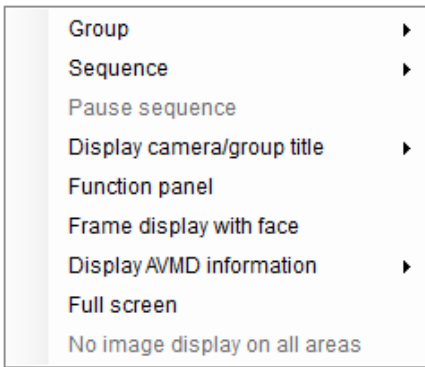 Group
Sequence
Pause sequence
Display camera/group title
Function panel
Frame display with face
Display AVMD information
Full screen
No image display on all areas